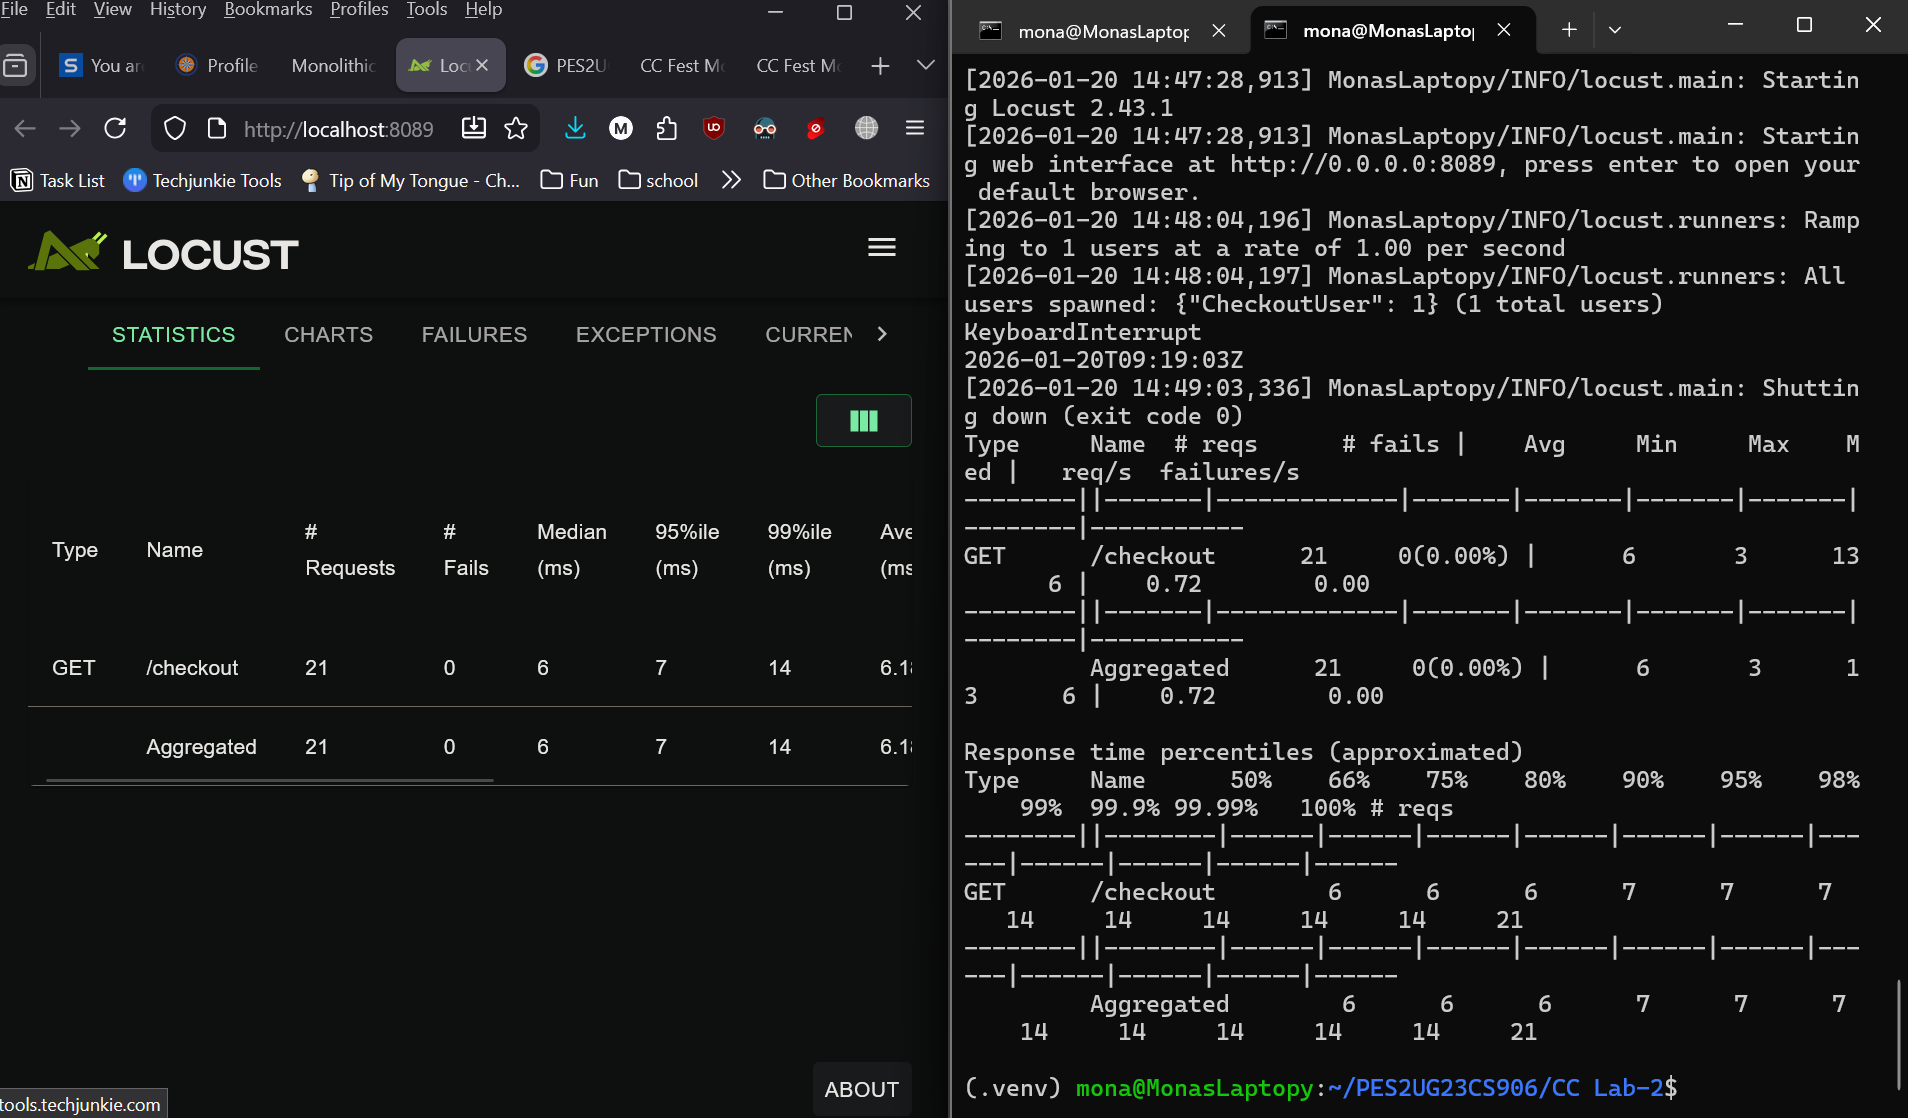 File Edit View History Bookmarks Profiles Tools Help
S You ar Profile Monolithic Loc PES2U CC Fest Mo CC Fest Mo
http://localhost:8089
Task List Techjunkie Tools Tip of My Tongue - Ch... Fun school Other Bookmarks
LOCUST
STATISTICS CHARTS FAILURES EXCEPTIONS CURREN
Type Name # Requests # Fails Median (ms) 95%ile (ms) 99%ile (ms) Ave (ms
GET /checkout 21 0 6 7 14 6.18
Aggregated 21 0 6 7 14 6.18
ABOUT
tools.techjunkie.com
mona@MonasLaptop mona@MonasLaptop
[2026-01-20 14:47:28,913] MonasLaptopy/INFO/locust.main: Startin
g Locust 2.43.1
[2026-01-20 14:47:28,913] MonasLaptopy/INFO/locust.main: Startin
g web interface at http://0.0.0.0:8089, press enter to open your
default browser.
[2026-01-20 14:48:04,196] MonasLaptopy/INFO/locust.runners: Ramp
ing to 1 users at a rate of 1.00 per second
[2026-01-20 14:48:04,197] MonasLaptopy/INFO/locust.runners: All
users spawned: {"CheckoutUser": 1} (1 total users)
KeyboardInterrupt
2026-01-20T09:19:03Z
[2026-01-20 14:49:03,336] MonasLaptopy/INFO/locust.main: Shuttin
g down (exit code 0)
Type     Name  # reqs      # fails |    Avg     Min     Max    M
ed |   req/s  failures/s
--------||-------|-------------|-------|-------|-------|-------|
--------|-----------
GET      /checkout      21     0(0.00%) |      6       3      13
6 |    0.72        0.00
--------||-------|-------------|-------|-------|-------|-------|
--------|-----------
Aggregated      21     0(0.00%) |      6       3      1
3      6 |    0.72        0.00
Response time percentiles (approximated)
Type     Name      50%    66%    75%    80%    90%    95%    98%
99%  99.9% 99.99%   100% # reqs
--------||--------|------|------|------|------|------|------|---
---|------|------|------|------
GET      /checkout        6      6      6      7      7      7
14     14     14     14     14     21
--------||--------|------|------|------|------|------|------|---
---|------|------|------|------
Aggregated        6      6      6      7      7      7
14     14     14     14     14     21
(.venv) mona@MonasLaptopy:~/PES2UG23CS906/CC Lab-2$